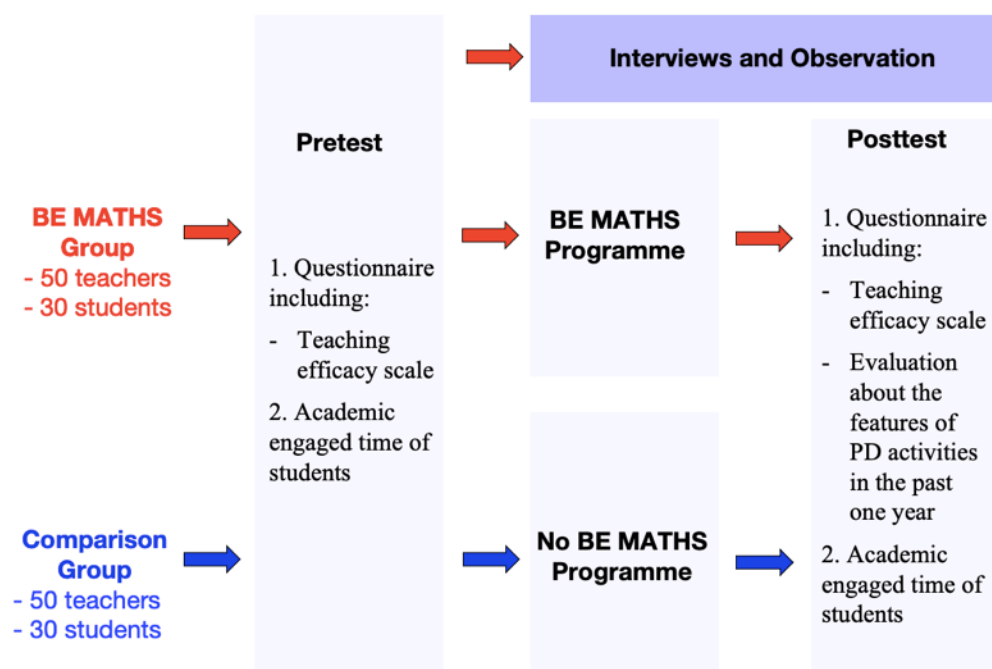 Interviews and Observation
Pretest
Posttest
BE MATHS
Group
- 50 teachers
- 30 students
1. Questionnaire
including:
- Teaching
efficacy scale
2. Academic
engaged time of
students
BE MATHS
Programme
1. Questionnaire
including:
- Teaching
efficacy scale
- Evaluation
about the
features of
PD activities
in the past
one year
2. Academic
engaged time of
students
Comparison
Group
- 50 teachers
- 30 students
No BE MATHS
Programme